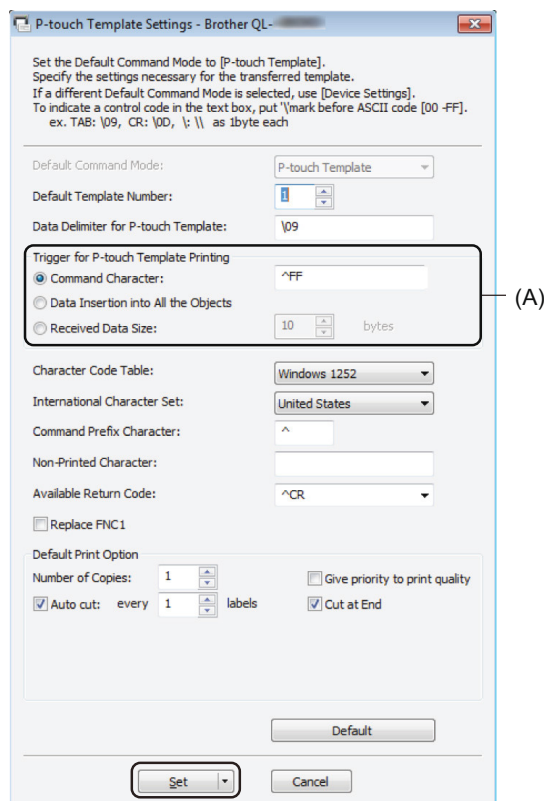 P-touch Template Settings - Brother QL-
Set the Default Command Mode to [P-touch Template].
Specify the settings necessary for the transferred template.
If a different Default Command Mode is selected, use [Device Settings].
To indicate a control code in the text box, put '\'mark before ASCII code [00 -FF].
ex. TAB: \09, CR: \0D, \: \\ as 1byte each
Default Command Mode: P-touch Template
Default Template Number: 1
Data Delimiter for P-touch Template: \09
Trigger for P-touch Template Printing
Command Character: ^FF
(A)
Data Insertion into All the Objects
Received Data Size: 10 bytes
Character Code Table: Windows 1252
International Character Set: United States
Command Prefix Character: ^
Non-Printed Character:
Available Return Code: ^CR
Replace FNC1
Default Print Option
Number of Copies: 1 Give priority to print quality
Auto cut: every 1 labels Cut at End
Default
Set Cancel